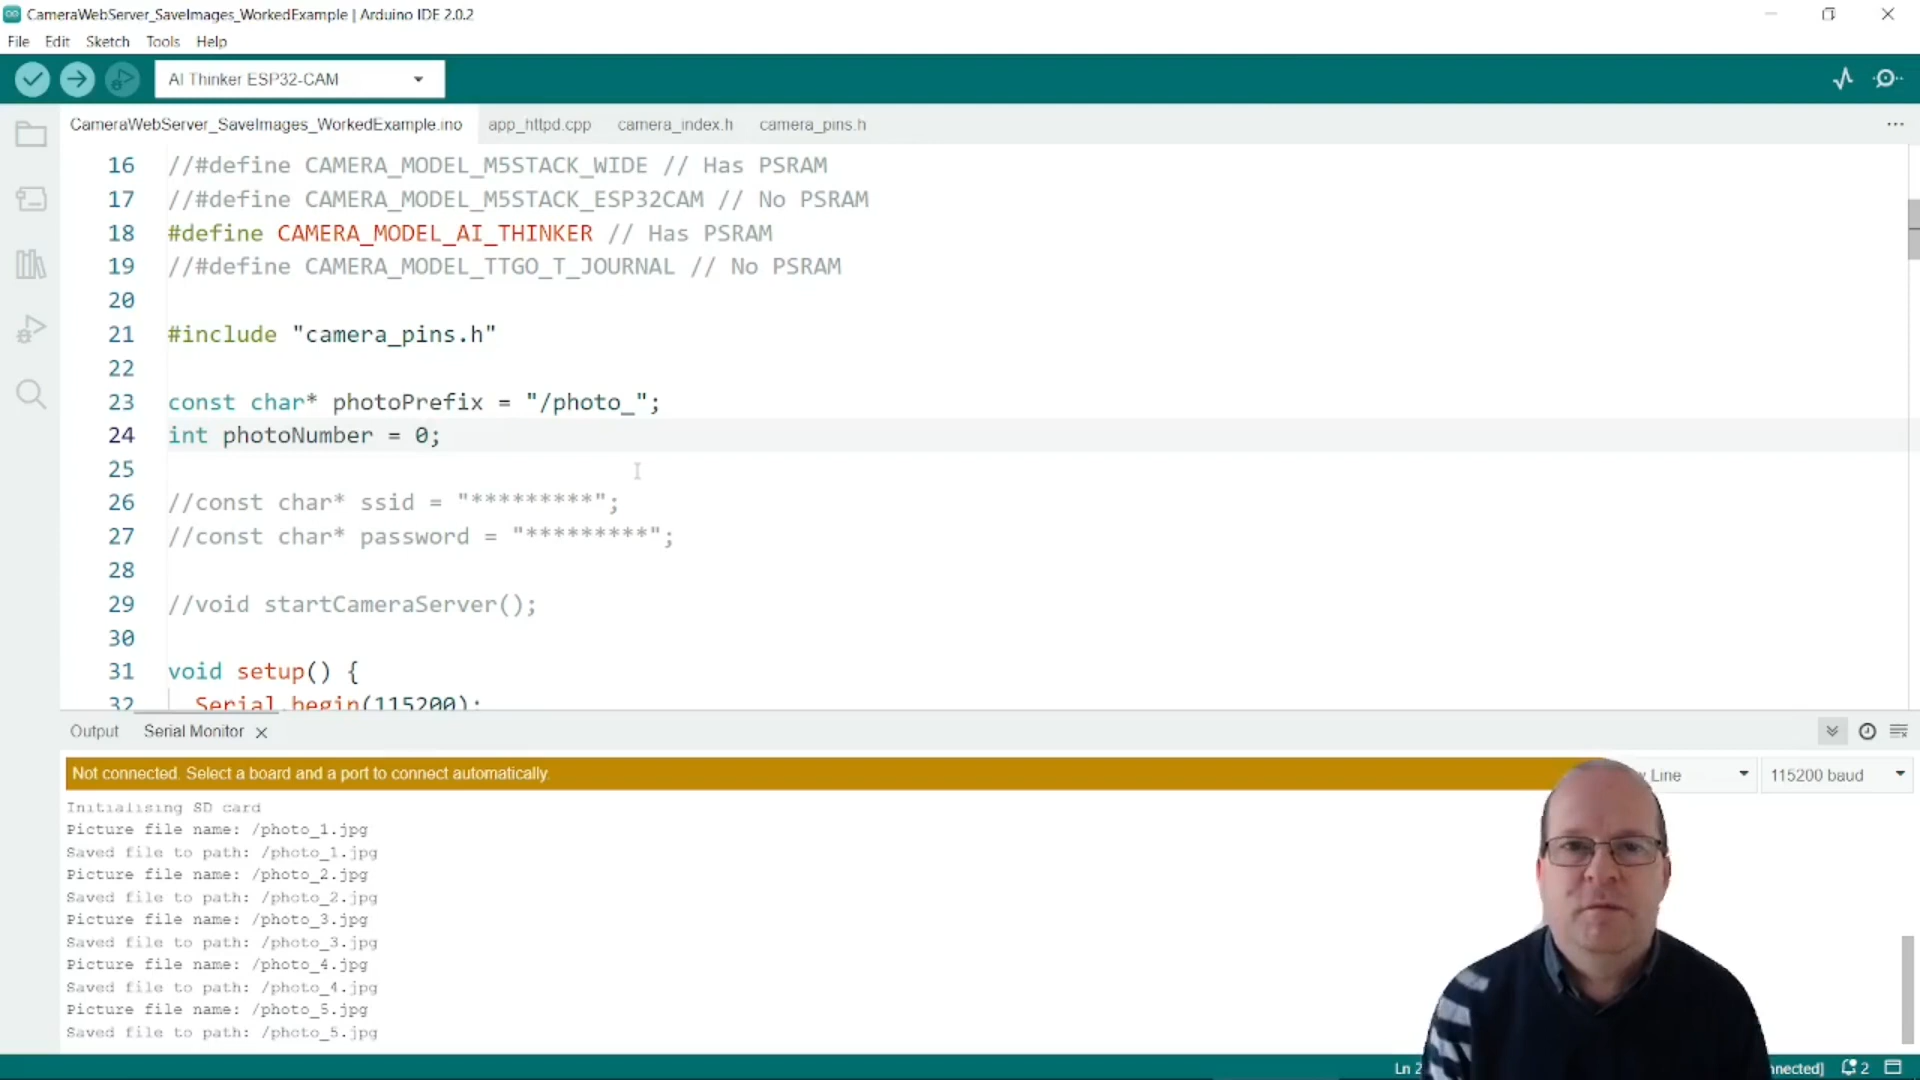 CameraWebServer_SaveImages_WorkedExample | Arduino IDE 2.0.2
File Edit Sketch Tools Help
AI Thinker ESP32-CAM
CameraWebServer_SaveImages_WorkedExample.ino app_httpd.cpp camera_index.h camera_pins.h
16 //#define CAMERA_MODEL_M5STACK_WIDE // Has PSRAM
17 //#define CAMERA_MODEL_M5STACK_ESP32CAM // No PSRAM
18 #define CAMERA_MODEL_AI_THINKER // Has PSRAM
19 //#define CAMERA_MODEL_TTGO_T_JOURNAL // No PSRAM
20
21 #include "camera_pins.h"
22
23 const char* photoPrefix = "/photo_";
24 int photoNumber = 0;
25
26 //const char* ssid = "*********";
27 //const char* password = "*********";
28
29 //void startCameraServer();
30
31 void setup() {
32 Serial.begin(115200);
Output Serial Monitor
Not connected. Select a board and a port to connect automatically.
Line 115200 baud
Initialising SD card
Picture file name: /photo_1.jpg
Saved file to path: /photo_1.jpg
Picture file name: /photo_2.jpg
Saved file to path: /photo_2.jpg
Picture file name: /photo_3.jpg
Saved file to path: /photo_3.jpg
Picture file name: /photo_4.jpg
Saved file to path: /photo_4.jpg
Picture file name: /photo_5.jpg
Saved file to path: /photo_5.jpg
Ln 2